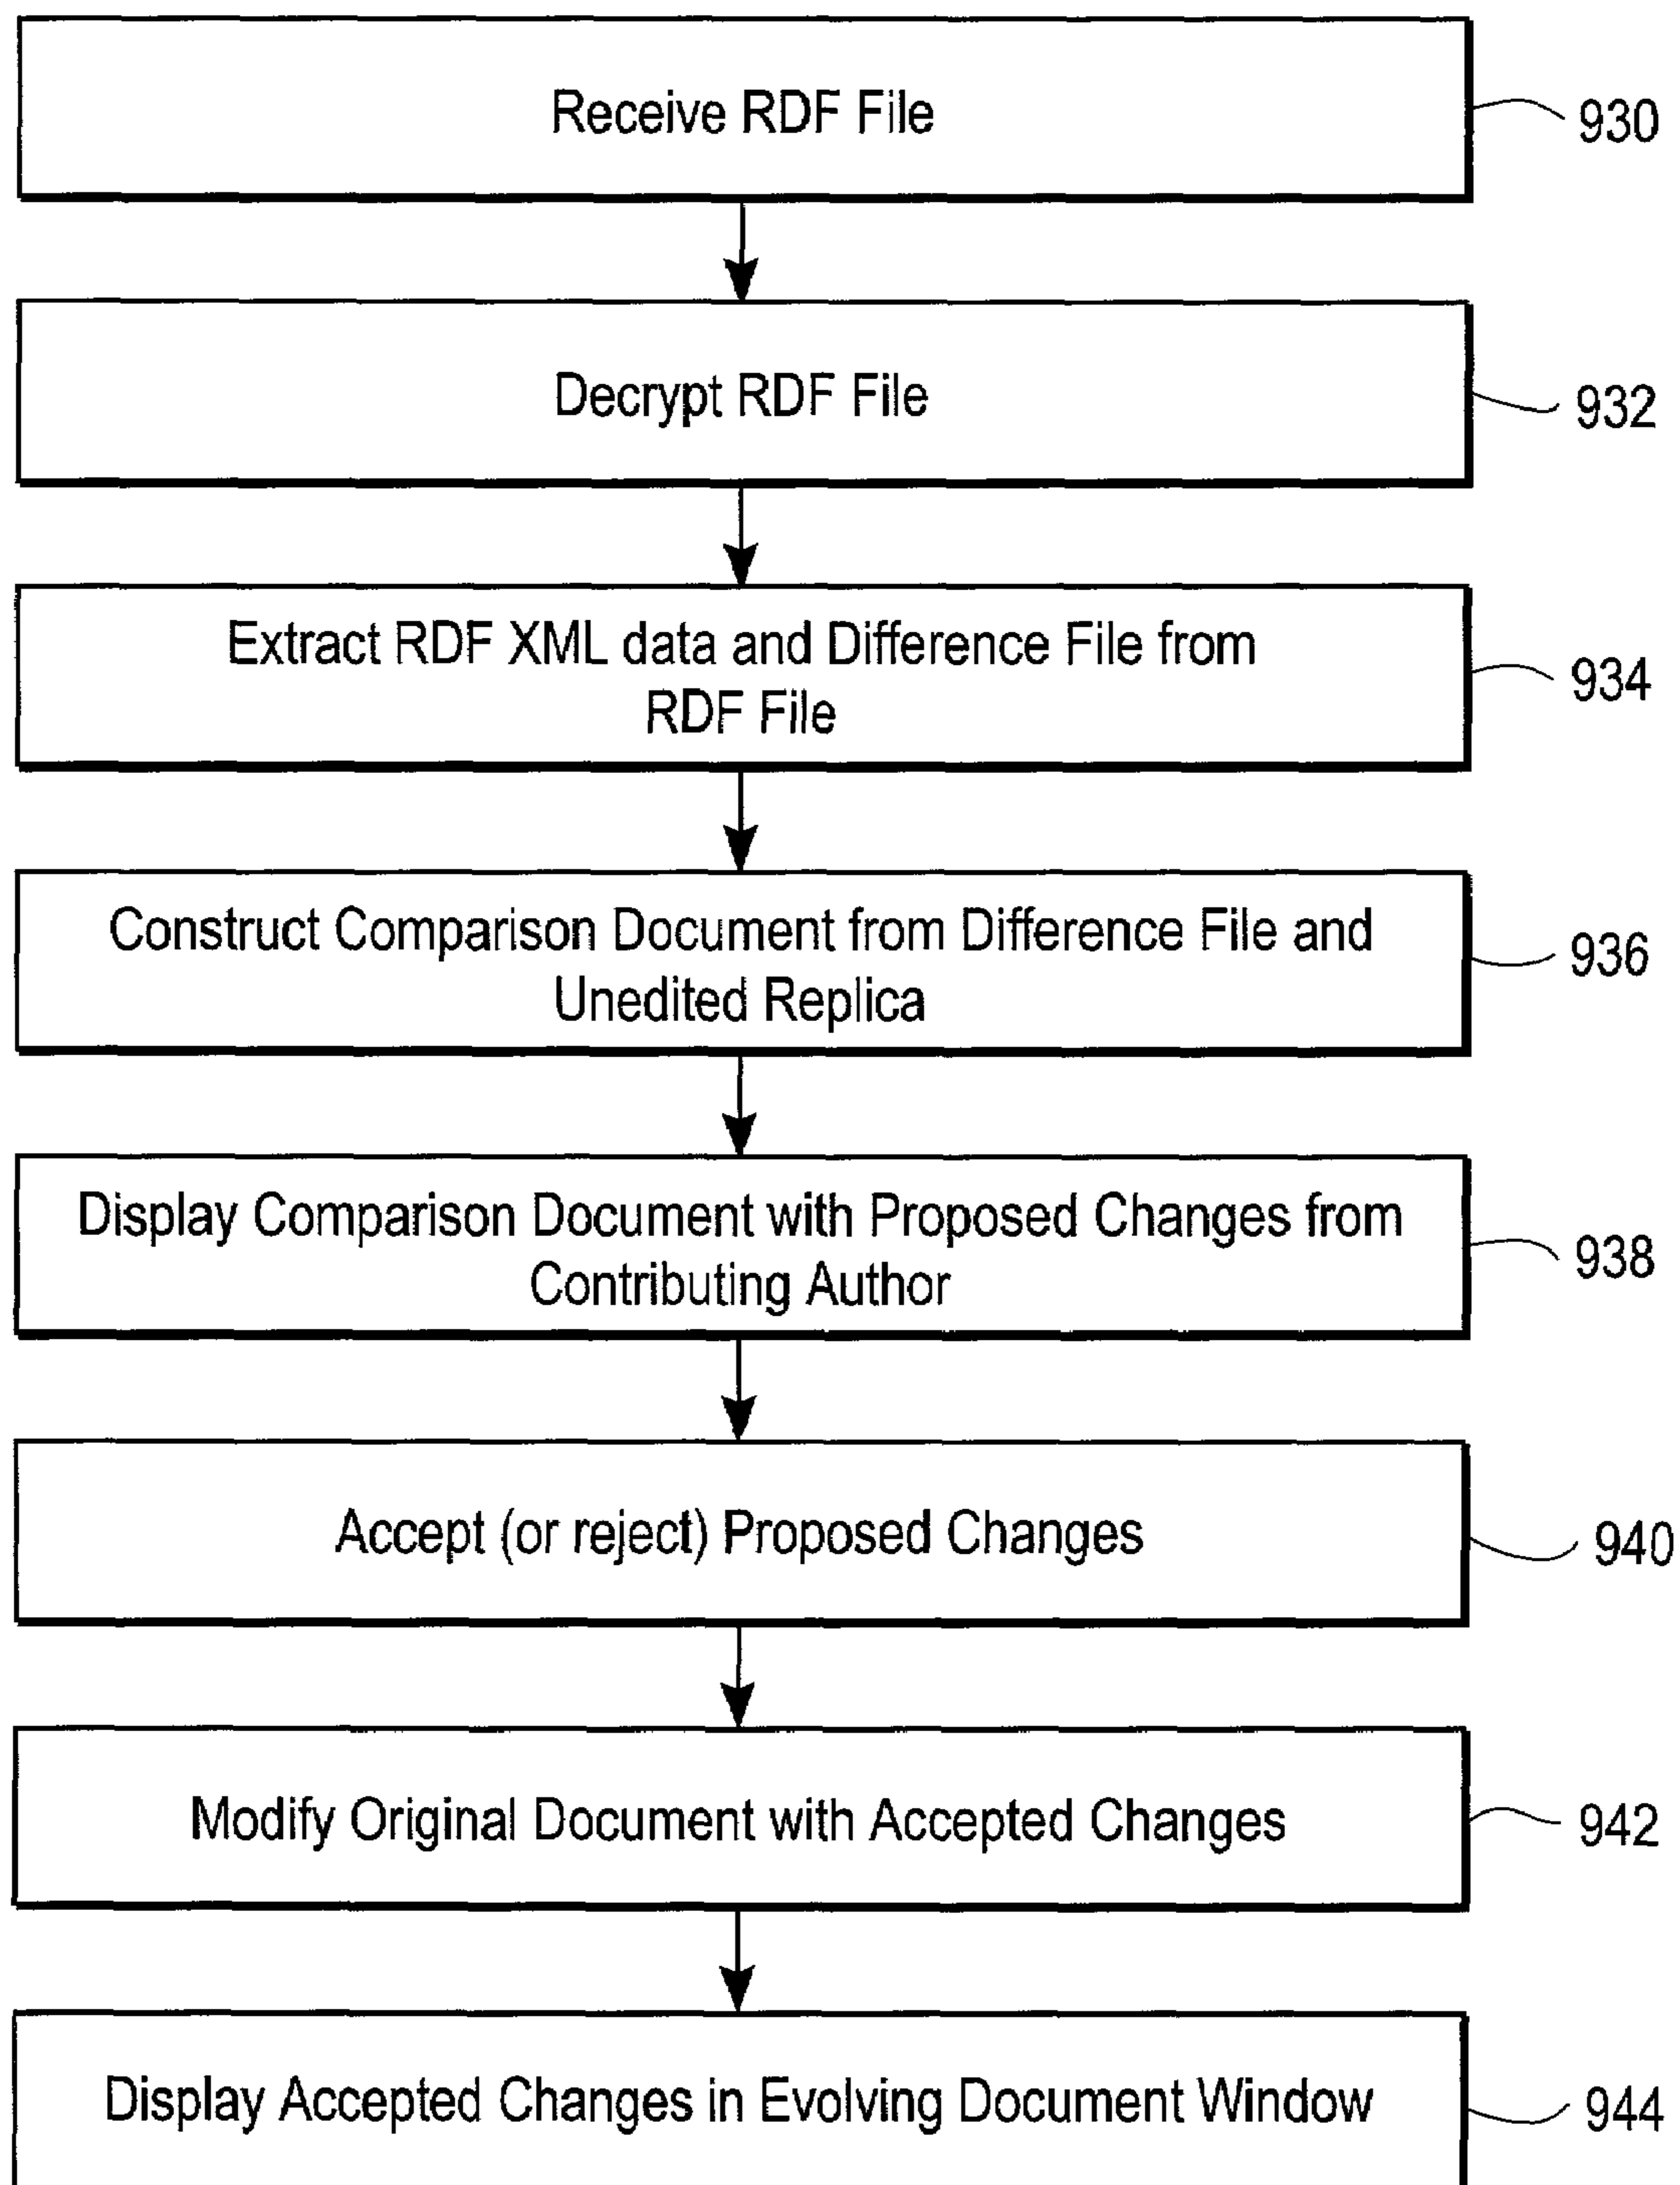 Receive RDF File
930
Decrypt RDF File
932
Extract RDF XML data and Difference File from
RDF File
934
Construct Comparison Document from Difference File and
Unedited Replica
936
Display Comparison Document with Proposed Changes from
Contributing Author
938
Accept (or reject) Proposed Changes
940
Modify Original Document with Accepted Changes
942
Display Accepted Changes in Evolving Document Window
944